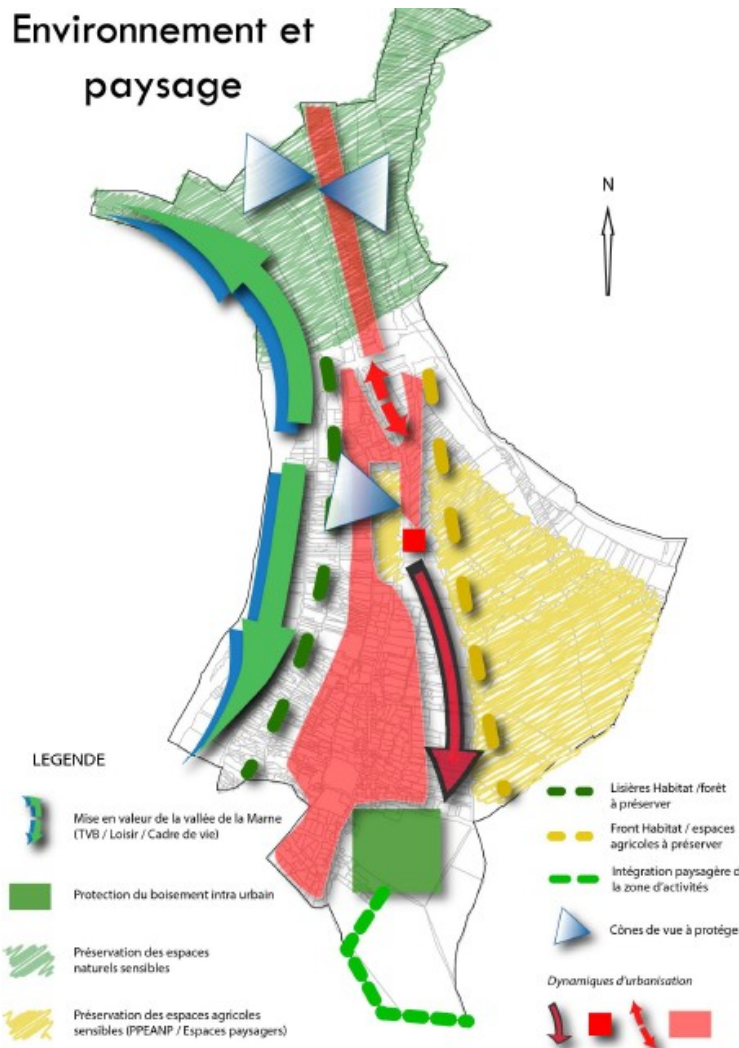 Environnement et
paysage
N
LEGENDE
Mise en valeur de la vallée de la Marne
(TVB / Loisir / Cadre de vie)
Protection du boisement intra urbain
Préservation des espaces
naturels sensibles
Préservation des espaces agricoles
sensibles (PPEANP / Espaces paysagers)
Lisières Habitat /forêt
à préserver
Front Habitat / espaces
agricoles à préserver
Intégration paysagère d
la zone d'activités
Cônes de vue à protége
Dynamiques d'urbanisation